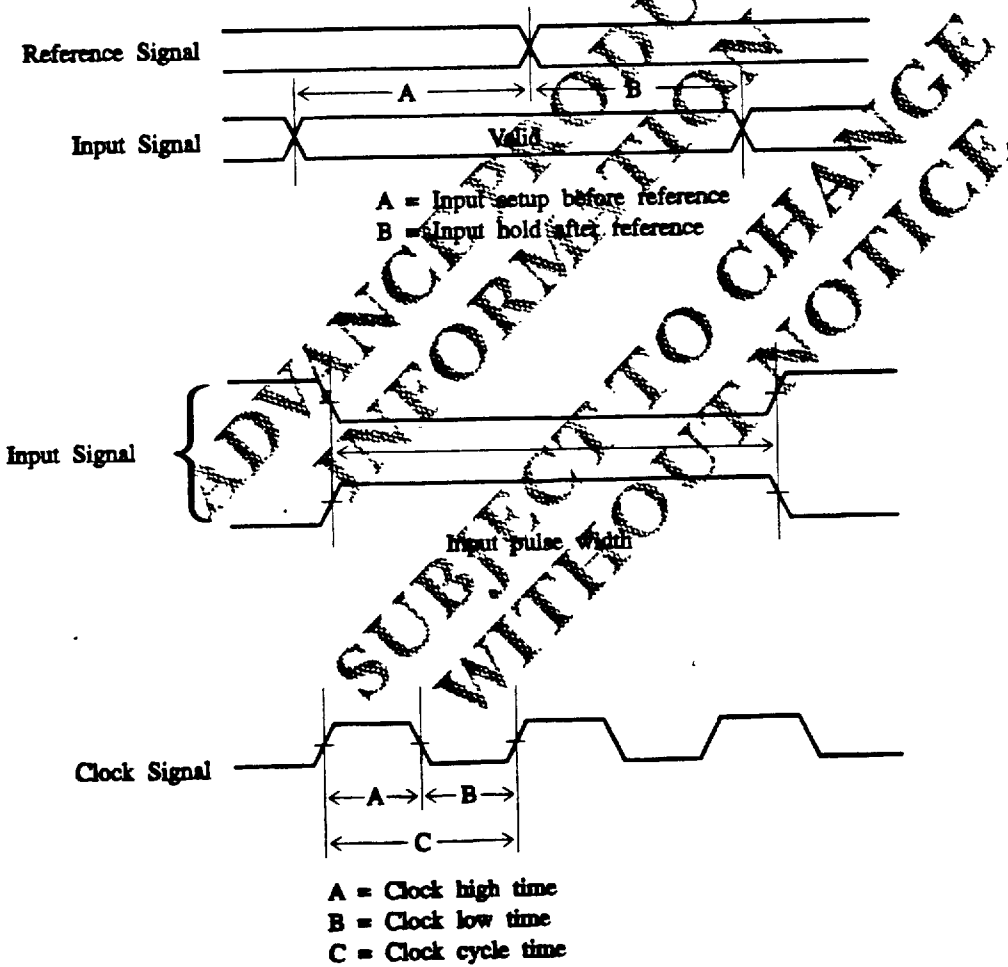 Reference Signal
A
B
Input Signal
Valid
A = Input setup before reference
B = Input hold after reference
Input Signal
Input pulse width
Clock Signal
A
B
C
A = Clock high time
B = Clock low time
C = Clock cycle time
ADVANCE
INFORMATION
SUBJECT TO CHANGE
WITHOUT NOTICE